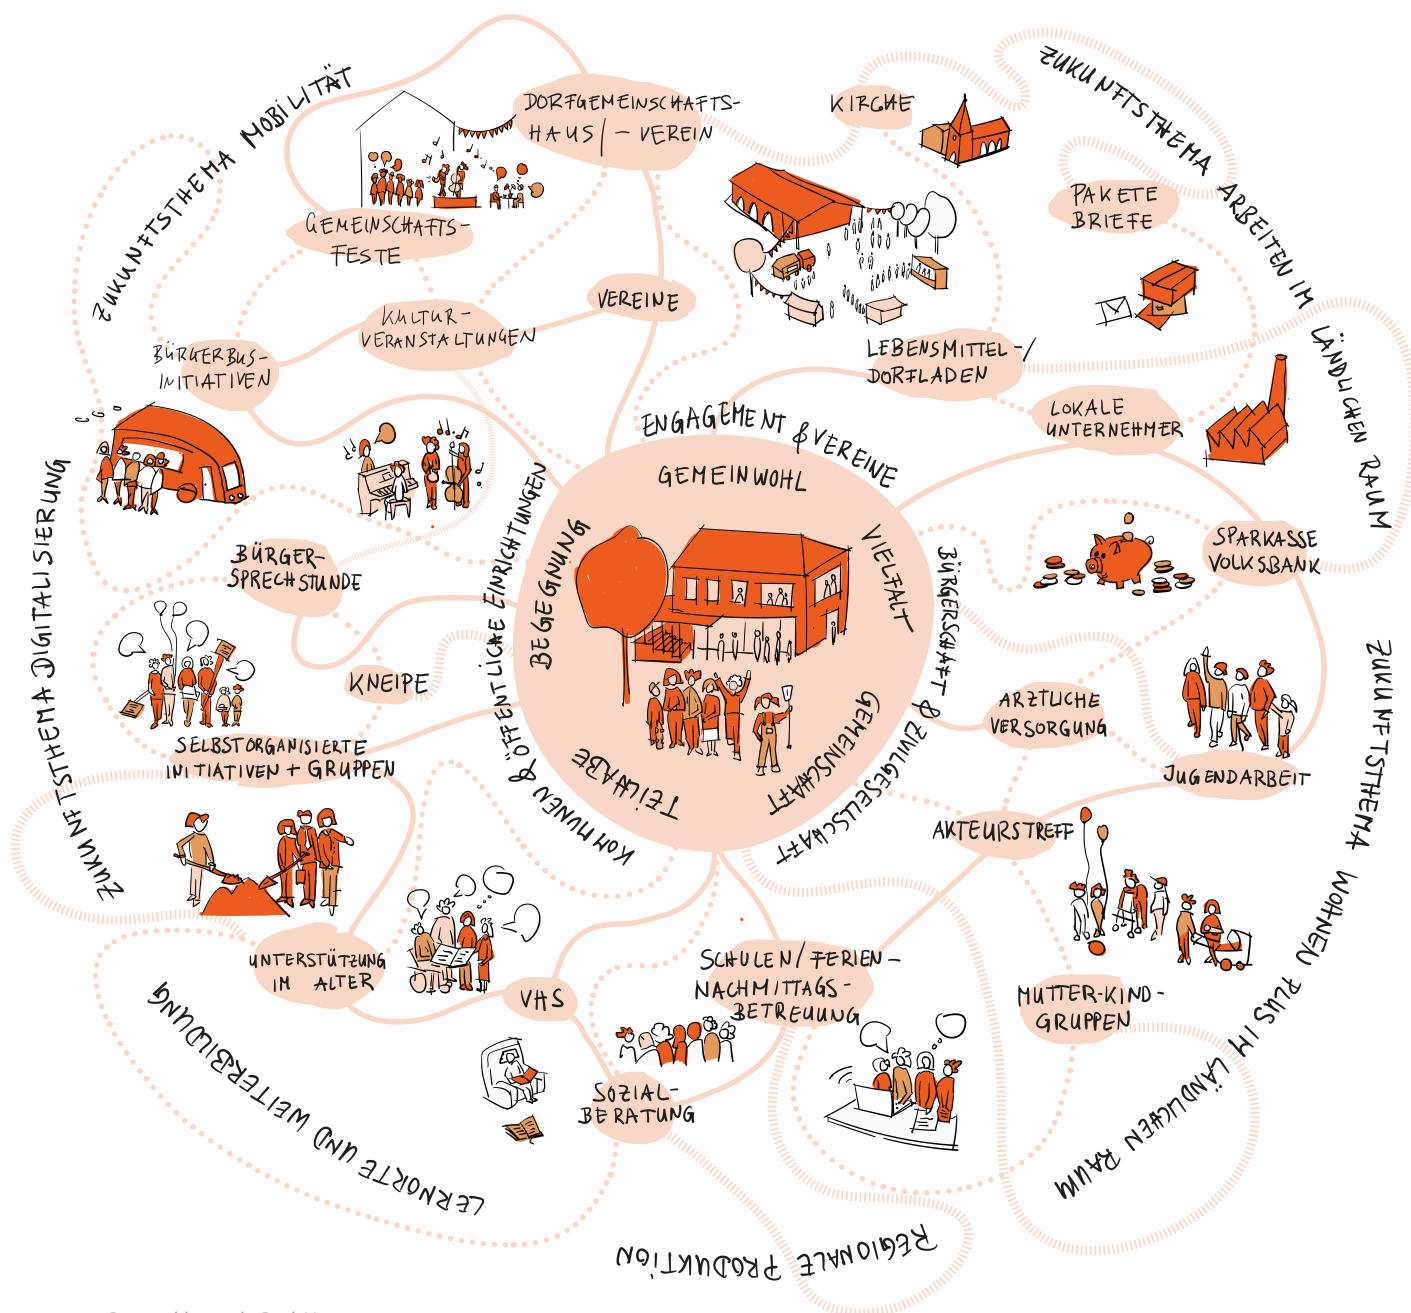 ZUKUNFTSTHEMA MOBILITÄT
DORFGEMEINSCHAFTS-
HAUS/-VEREIN
KIRCHE
ZUKUNFTSTHEMA ARBEITEN IM LÄNDLICHEN RAUM
PAKETE
BRIEFE
GEMEINSCHAFTS-
FESTE
VEREINE
KULTUR-
VERANSTALTUNGEN
BÜRGERBUS-
INITIATIVEN
LEBENSMITTEL-/
DORFLADEN
LOKALE
UNTERNEHMER
ENGAGEMENT & VEREINE
GEMEINWOHL
VIELFALT
GEMEINSCHAFT
TEILHABE
BEGEGNUNG
BÜRGERSCHAFT & ZIVILGESELLSCHAFT
KOMMUNEN & ÖFFENTLICHE EINRICHTUNGEN
SPARKASSE
VOLKSBANK
BÜRGER-
SPRECHSTUNDE
KNEIPE
ZUKUNFTSTHEMA DIGITALISIERUNG
ARZTLICHE
VERSORGUNG
SELBSTORGANISIERTE
INITIATIVEN + GRUPPEN
JUGENDARBEIT
AKTEURSTREFF
ZUKUNFTSTHEMA WOHNEN PLUS IM LÄNDLICHEN RAUM
UNTERSTÜTZUNG
IM ALTER
VHS
SCHULEN/FERIEN-
NACHMITTAGS-
BETREUUNG
MUTTER-KIND-
GRUPPEN
SOZIAL-
BERATUNG
LERNORTE UND WEITERBILDUNG
REGIONALE PRODUKTION